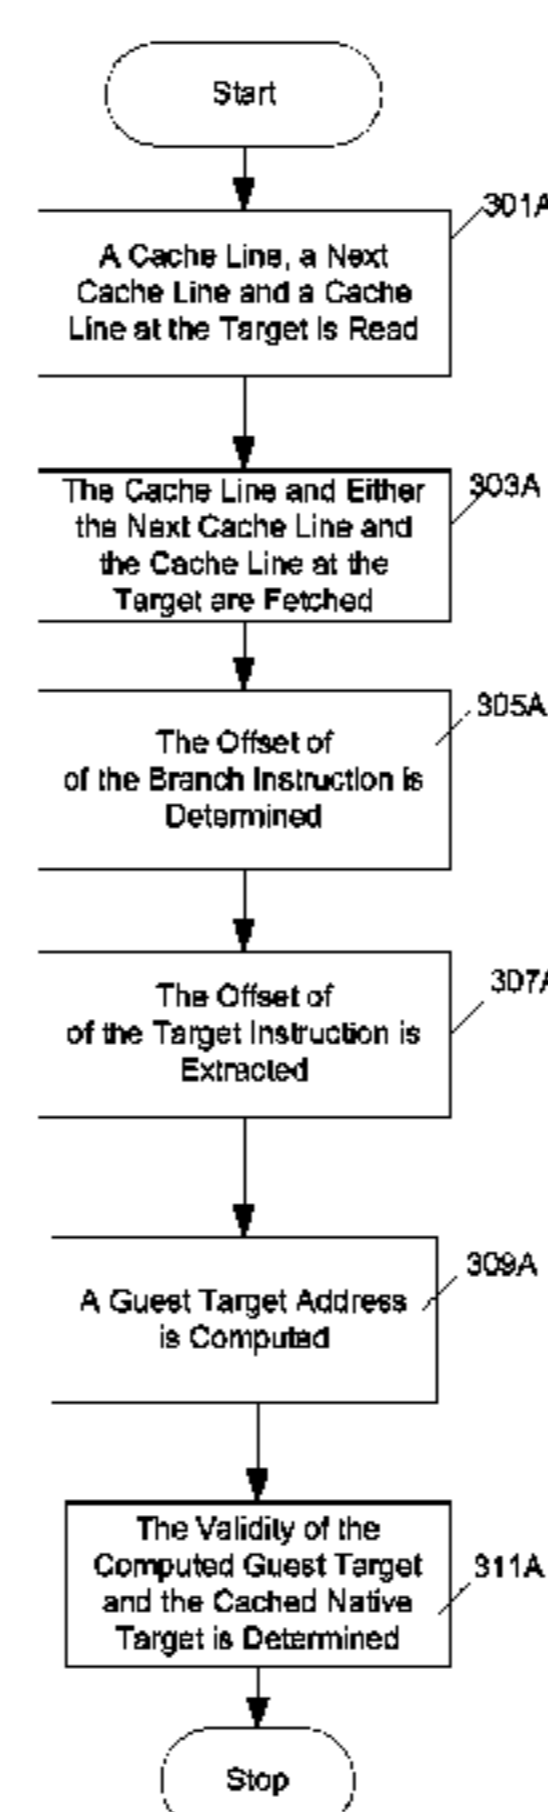 Start
301A
A Cache Line, a Next
Cache Line and a Cache
Line at the Target is Read
303A
The Cache Line and Either
the Next Cache Line and
the Cache Line at the
Target are Fetched
305A
The Offset of
of the Branch Instruction is
Determined
307A
The Offset of
of the Target Instruction is
Extracted
309A
A Guest Target Address
is Computed
311A
The Validity of the
Computed Guest Target
and the Cached Native
Target is Determined
Stop